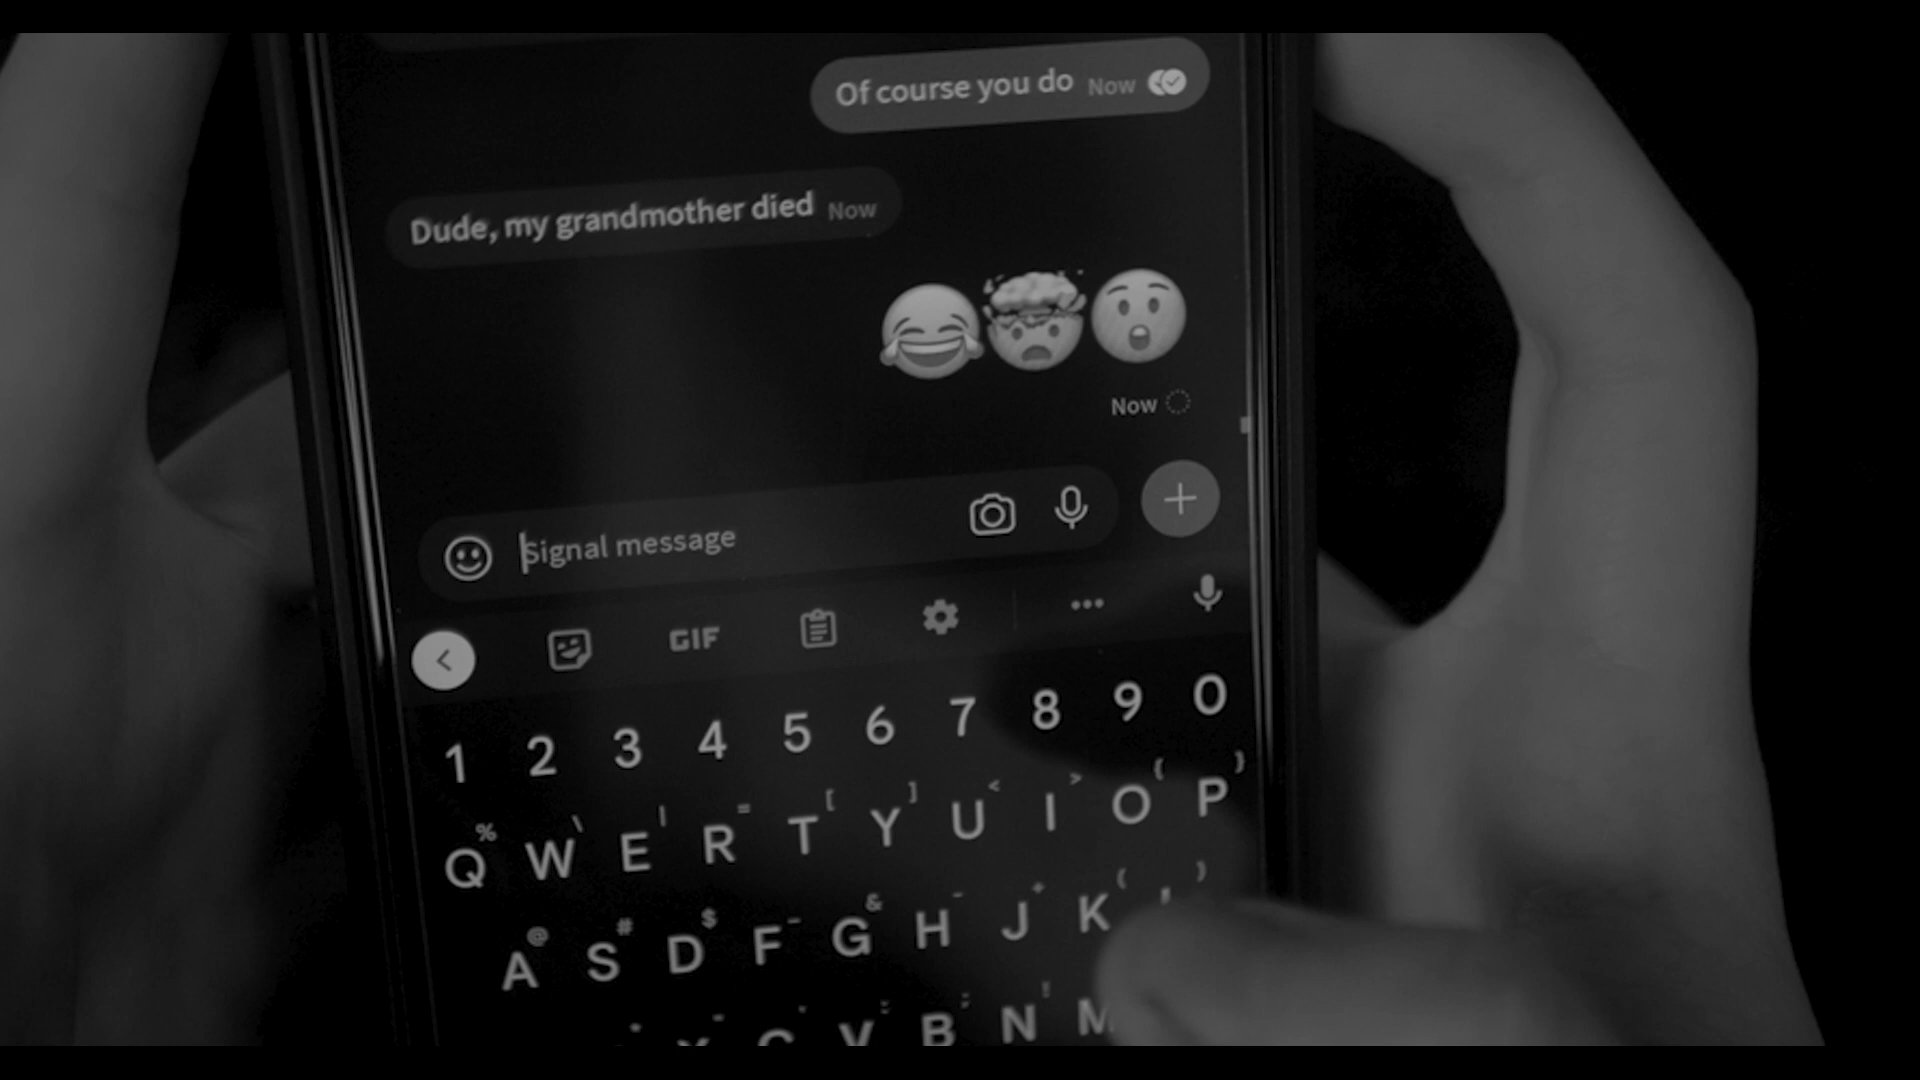 Of course you do Now
Dude, my grandmother died Now
Now
Signal message
GIF
1 2 3 4 5 6 7 8 9 0
% \ | = [ ] < > { }
Q W E R T Y U I O P
@ # $ & ( )
A S D F G H J K
V B N M